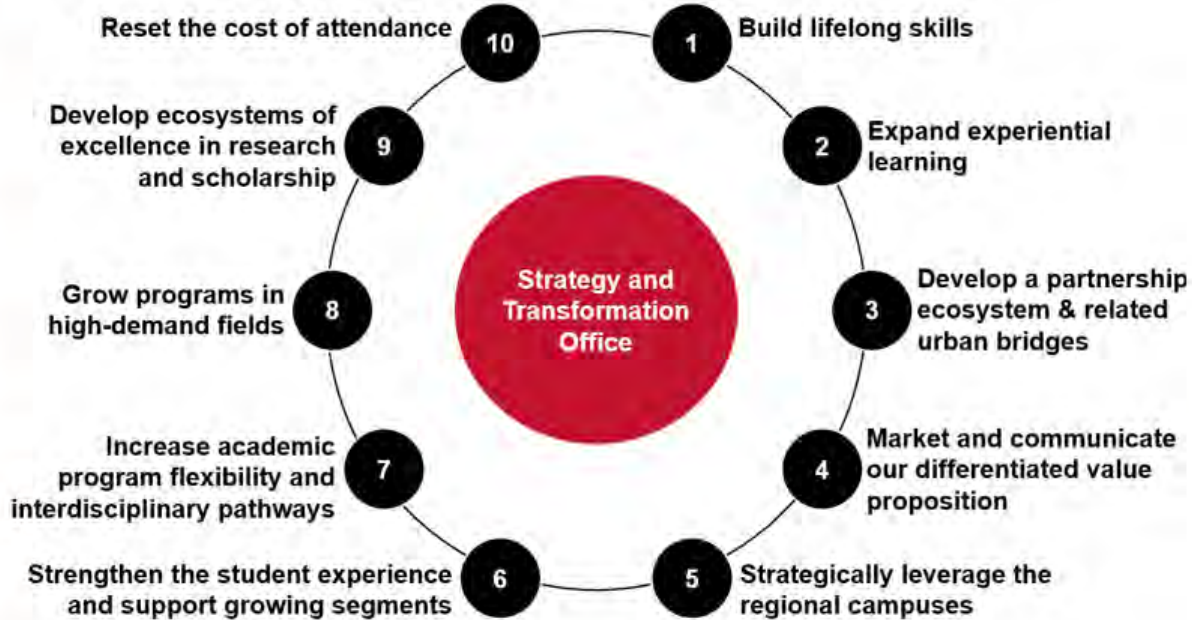 Strategy and
Transformation
Office
1
Build lifelong skills
2
Expand experiential
learning
3
Develop a partnership
ecosystem & related
urban bridges
4
Market and communicate
our differentiated value
proposition
5
Strategically leverage the
regional campuses
6
Strengthen the student experience
and support growing segments
7
Increase academic
program flexibility and
interdisciplinary pathways
8
Grow programs in
high-demand fields
9
Develop ecosystems of
excellence in research
and scholarship
10
Reset the cost of attendance